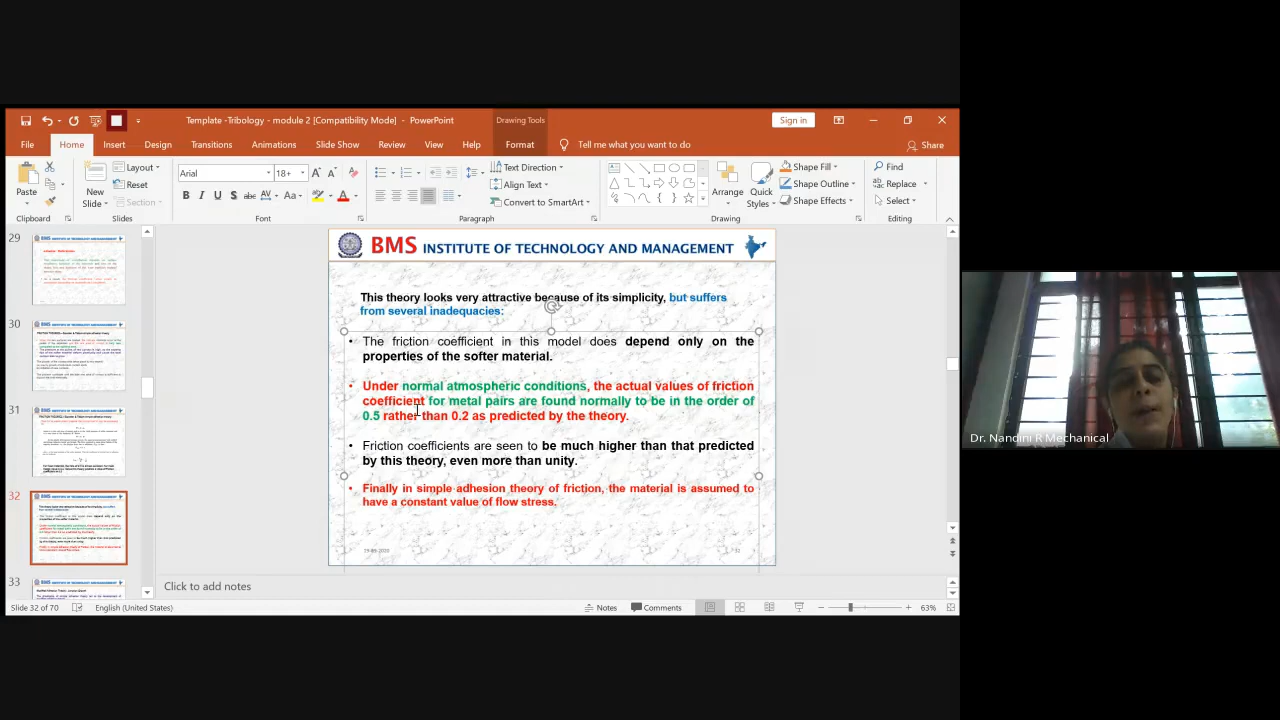 Template -Tribology - module 2 [Compatibility Mode] - PowerPoint
Drawing Tools
Sign in
File Home Insert Design Transitions Animations Slide Show Review View Help Format Tell me what you want to do Share
Paste
Clipboard
New Slide
Layout
Reset
Section
Slides
Arial 18+
B I U S abc AV Aa A
Font
Text Direction
Align Text
Convert to SmartArt
Paragraph
Arrange
Quick Styles
Shape Fill
Shape Outline
Shape Effects
Drawing
Find
Replace
Select
Editing
29
30
31
32
33
BMS INSTITUTE OF TECHNOLOGY AND MANAGEMENT
This theory looks very attractive because of its simplicity, but suffers
from several inadequacies:
• The friction coefficient in this model does depend only on the
properties of the softer material.
• Under normal atmospheric conditions, the actual values of friction
coefficient for metal pairs are found normally to be in the order of
0.5 rather than 0.2 as predicted by the theory.
• Friction coefficients are found to be much higher than that predicted
by this theory, even more than unity.
• Finally in simple adhesion theory of friction, the material is assumed to
have a constant value of flow stress.
32
Click to add notes
Slide 32 of 70
English (United States)
Notes
Comments
63%
Dr. Nandini R Mechanical